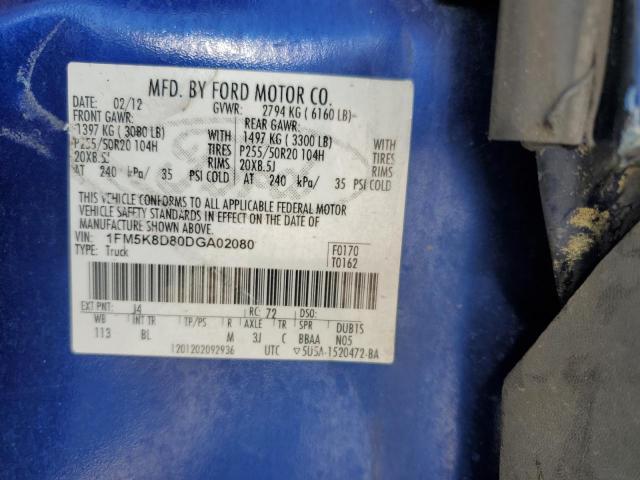 MFD. BY FORD MOTOR CO.
DATE: 02/12 GVWR: 2794 KG ( 6160 LB)
FRONT GAWR: REAR GAWR:
1397 KG ( 3080 LB) WITH 1497 KG ( 3300 LB) WITH
P255/50R20 104H TIRES P255/50R20 104H TIRES
20X8.5J RIMS 20X8.5J RIMS
AT 240 kPa/ 35 PSI COLD AT 240 kPa/ 35 PSI COLD
THIS VEHICLE CONFORMS TO ALL APPLICABLE FEDERAL MOTOR
VEHICLE SAFETY STANDARDS IN EFFECT ON THE DATE OF
MANUFACTURE SHOWN ABOVE.
VIN: 1FM5K8D80DGA02080 F0170
TYPE: Truck T0162
EXT PNT: J4 RC: 72 DSO:
WB INT TR TP/PS R AXLE TR SPR DUBTS
113 BL M 3J C BBAA N05
1201202092936 UTC 5U5A-1520472-BA